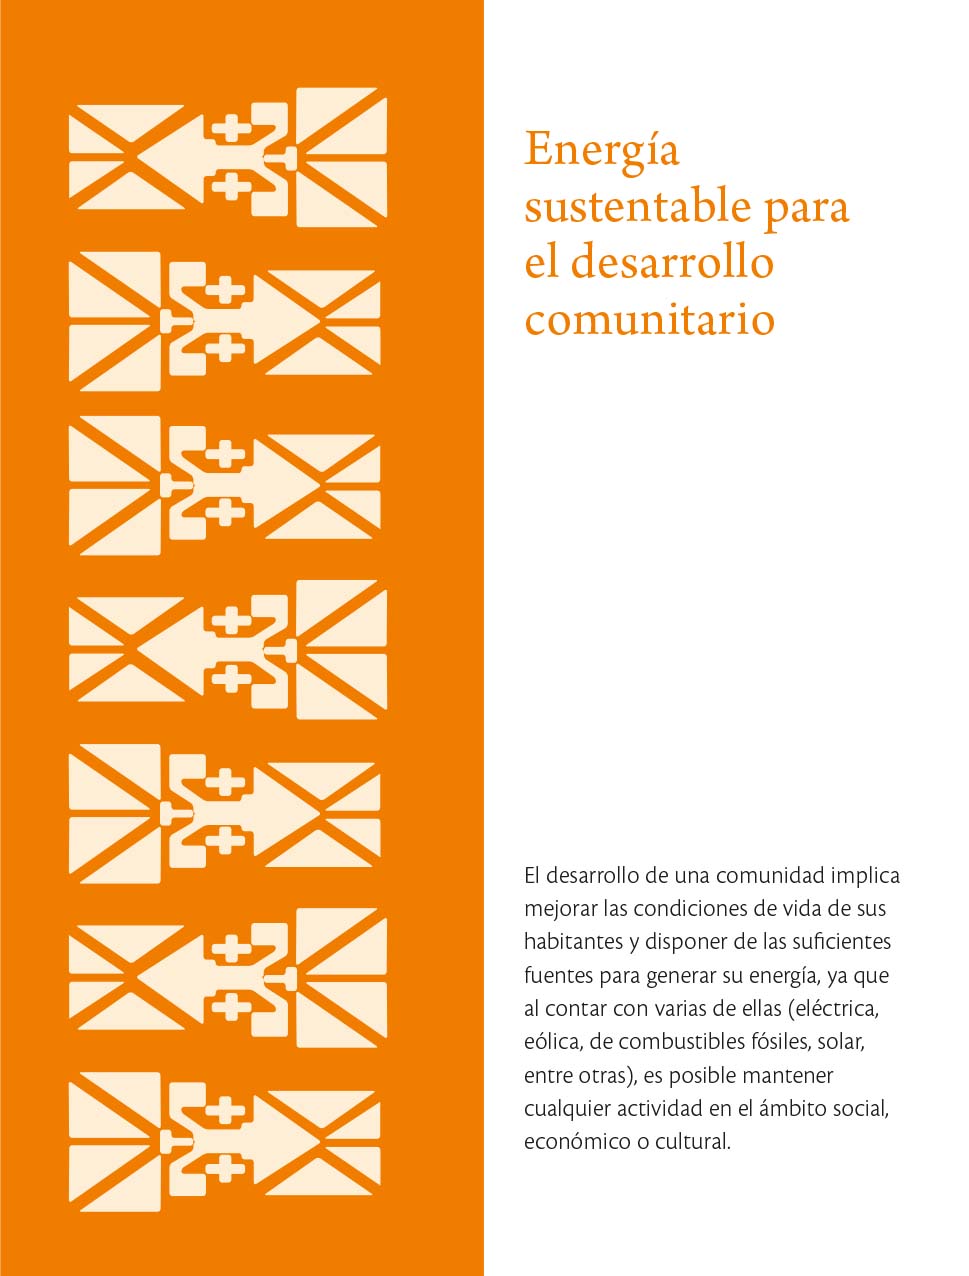 Energía
sustentable para
el desarrollo
comunitario
El desarrollo de una comunidad implica
mejorar las condiciones de vida de sus
habitantes y disponer de las suficientes
fuentes para generar su energía, ya que
al contar con varias de ellas (eléctrica,
eólica, de combustibles fósiles, solar,
entre otras), es posible mantener
cualquier actividad en el ámbito social,
económico o cultural.